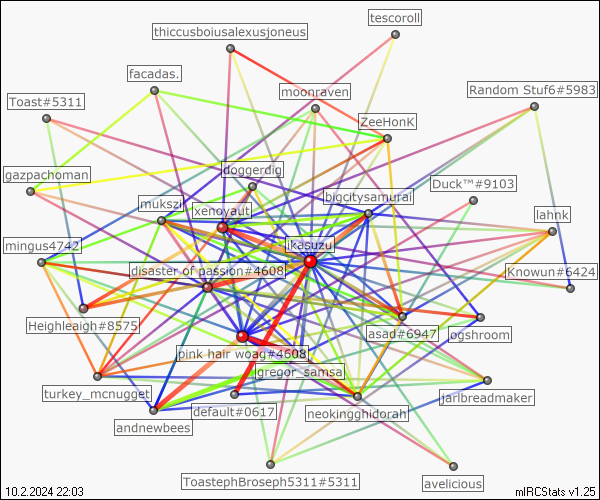 tescoroll
thiccusboiusalexusjoneus
facadas.
moonraven
Random Stuf6#5983
Toast#5311
ZeeHonK
doggerdig
gazpachoman
Duck™#9103
bigcitysamurai
mukszil
xenoyaut
lahnk
mingus4742
ikasuzu
disaster of passion#4608
Knowun#6424
Heighleaigh#8575
asad#6947
ogshroom
pink hair woag#4608
gregor_samsa
turkey_mcnugget
jaribreadmaker
default#0617
neokingghidorah
andnewbees
ToastephBroseph5311#5311
avelicious
10.2.2024 22:03
mIRCStats v1.25